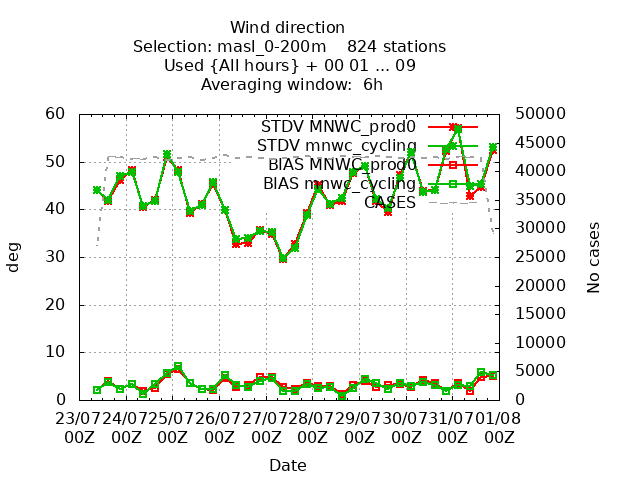 Wind direction
Selection: masl_0-200m 824 stations
Used {All hours} + 00 01 ... 09
Averaging window: 6h
60
50
40
30
20
10
0
50000
45000
40000
35000
30000
25000
20000
15000
10000
5000
0
STDV MNWC_prod0
STDV mnwc_cycling
BIAS MNWC_prod0
BIAS mnwc_cycling
CASES
deg
No cases
23/07 24/07 25/07 26/07 27/07 28/07 29/07 30/07 31/07 01/08
00Z 00Z 00Z 00Z 00Z 00Z 00Z 00Z 00Z 00Z
Date